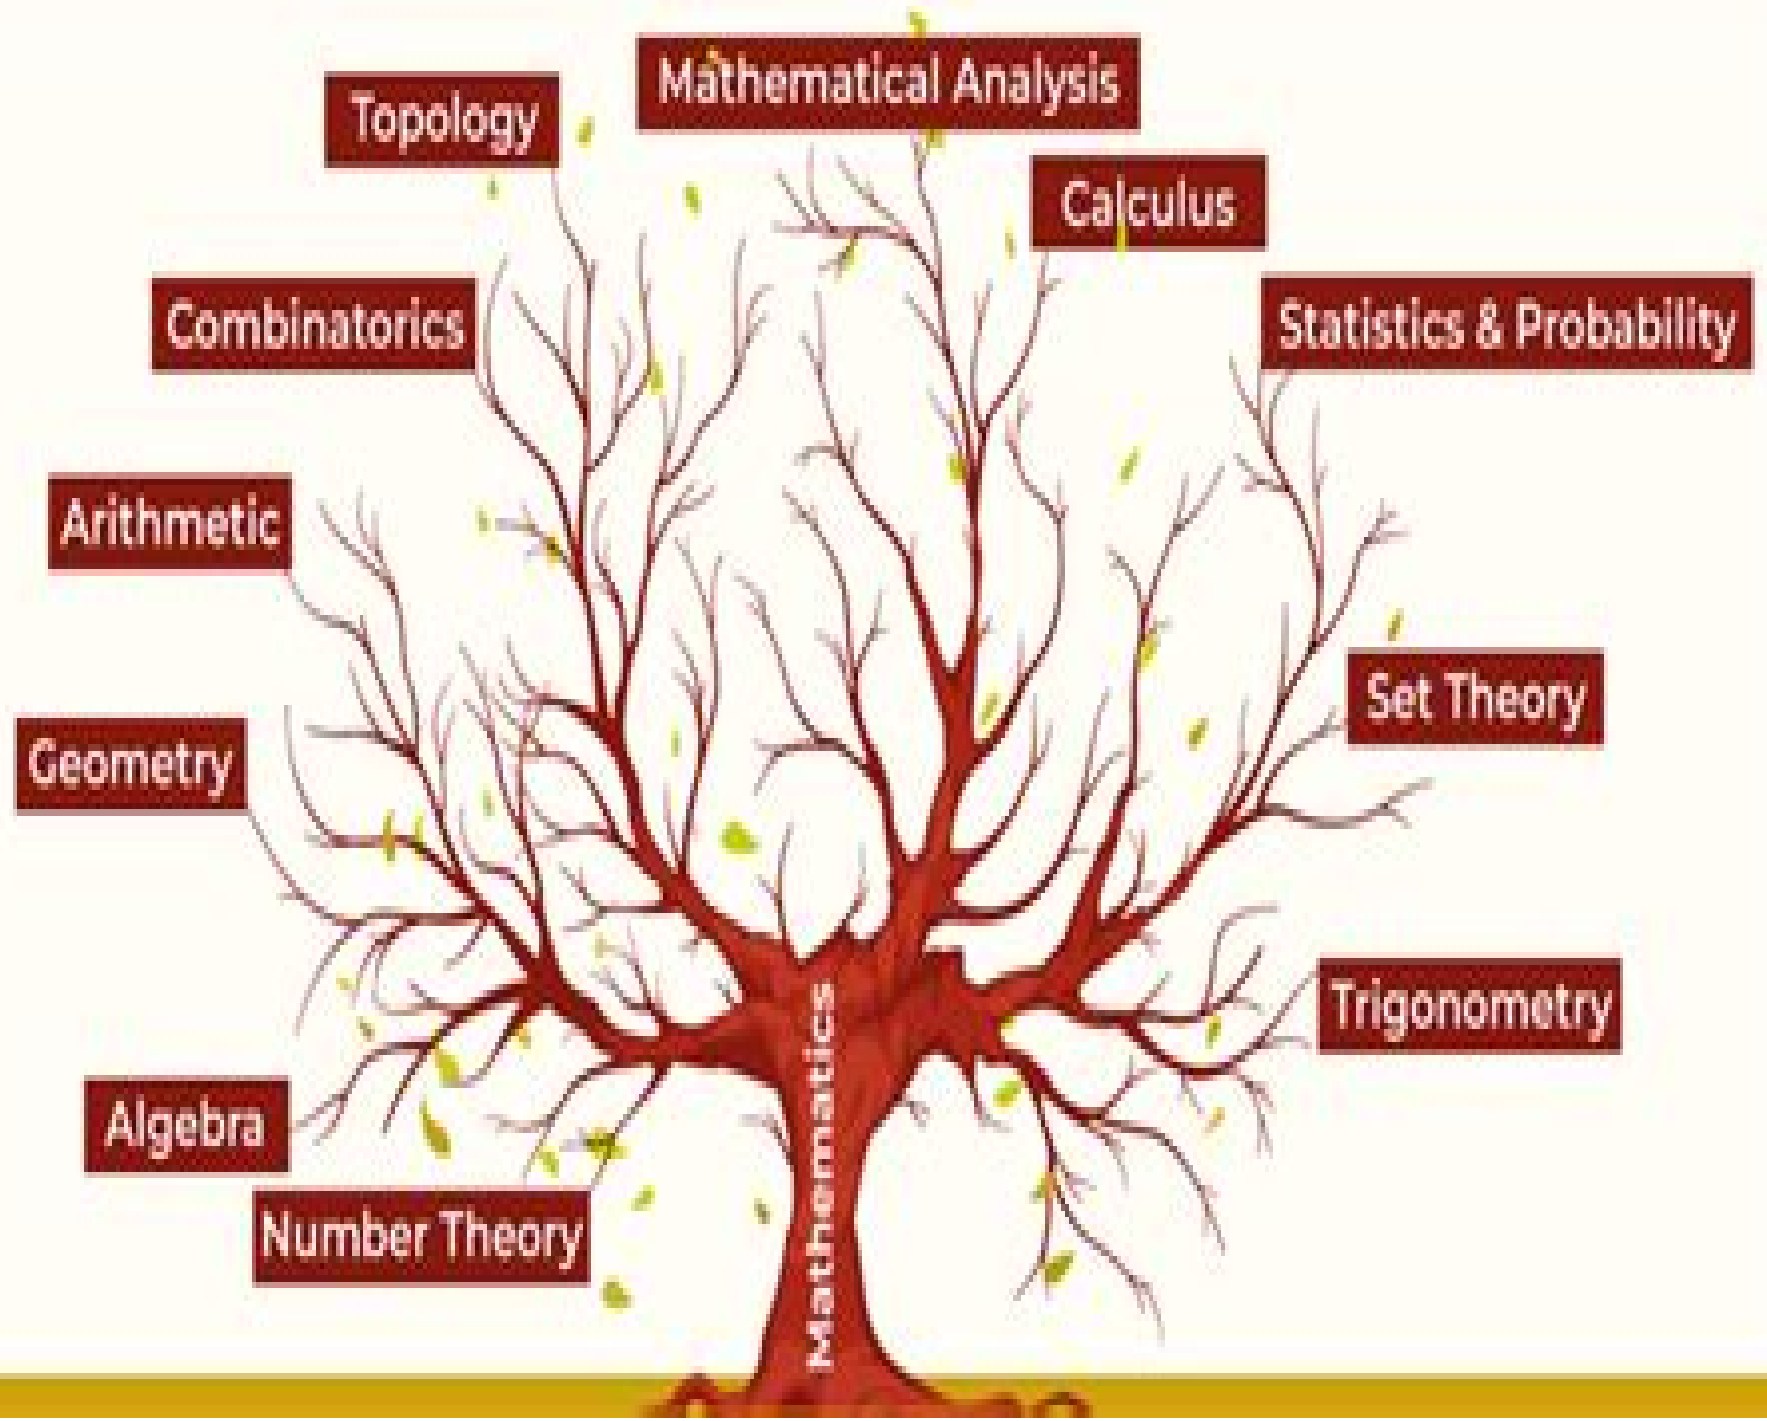 Mathematical Analysis
Topology
Calculus
Combinatorics
Statistics & Probability
Arithmetic
Set Theory
Geometry
Trigonometry
Algebra
Number Theory
Mathematics